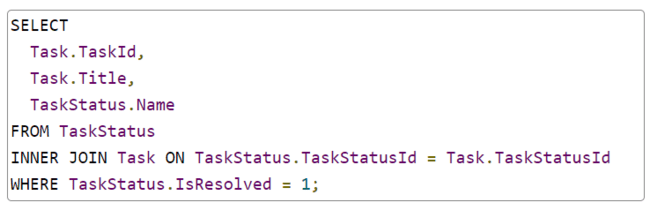 SELECT
  Task.TaskId,
  Task.Title,
  TaskStatus.Name
FROM TaskStatus
INNER JOIN Task ON TaskStatus.TaskStatusId = Task.TaskStatusId
WHERE TaskStatus.IsResolved = 1;